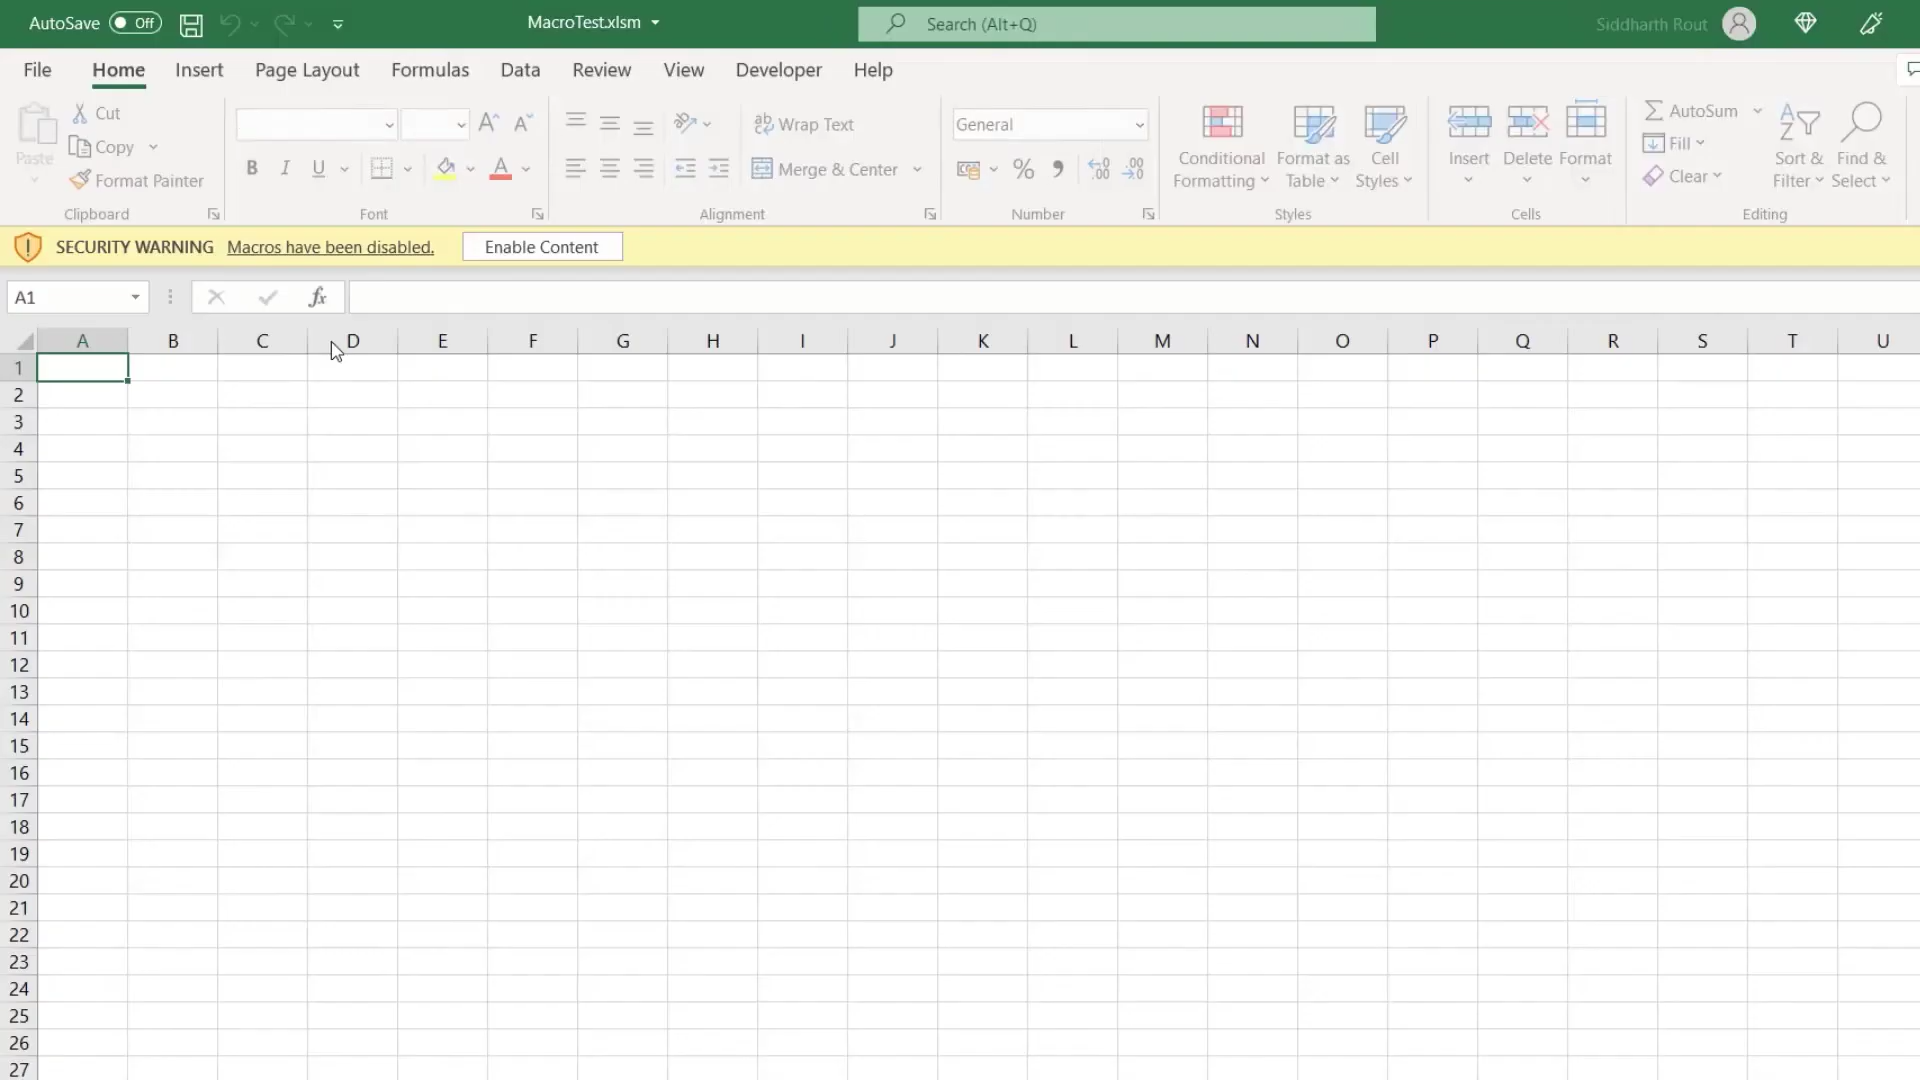 AutoSave Off MacroTest.xlsm Search (Alt+Q) Siddharth Rout
File Home Insert Page Layout Formulas Data Review View Developer Help
Paste
Cut
Copy
Format Painter
Clipboard
B I U A
Font
Wrap Text
Merge & Center
Alignment
General
%
Number
Conditional Formatting
Format as Table
Cell Styles
Styles
Insert
Delete
Format
Cells
AutoSum
Fill
Clear
Sort & Filter
Find & Select
Editing
SECURITY WARNING Macros have been disabled. Enable Content
A1 fx
A B C D E F G H I J K L M N O P Q R S T U
1
2
3
4
5
6
7
8
9
10
11
12
13
14
15
16
17
18
19
20
21
22
23
24
25
26
27